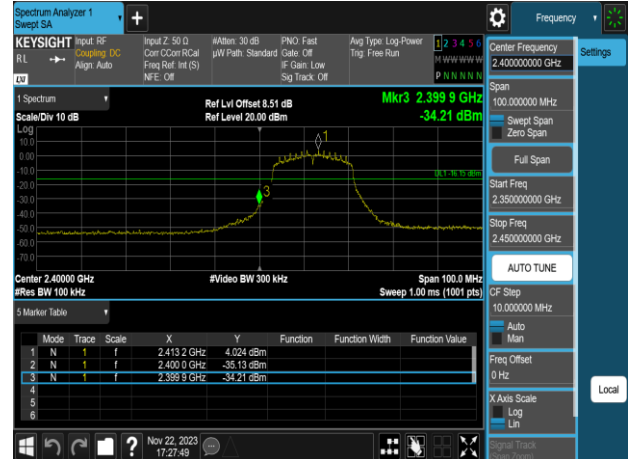 Spectrum Analyzer 1
Swept SA
+
Frequency
KEYSIGHT Input: RF
Coupling: DC
Align: Auto
RL
LXI
Input Z: 50 Ω
Corr CCorr RCal
Freq Ref: Int (S)
NFE: Off
#Atten: 30 dB
µW Path: Standard
PNO: Fast
Gate: Off
IF Gain: Low
Sig Track: Off
Avg Type: Log-Power
Trig: Free Run
1 2 3 4 5 6
M W W W W W
P N N N N N
1 Spectrum
Scale/Div 10 dB
Ref Lvl Offset 8.51 dB
Ref Level 20.00 dBm
Mkr3 2.399 9 GHz
-34.21 dBm
Log
10.0
0.00
-10.0
-20.0
-30.0
-40.0
-50.0
-60.0
-70.0
1
3
DL1 -16.15 dBm
Center 2.40000 GHz
#Res BW 100 kHz
#Video BW 300 kHz
Span 100.0 MHz
Sweep 1.00 ms (1001 pts)
5 Marker Table
Mode Trace Scale X Y Function Function Width Function Value
1 N 1 f 2.413 2 GHz 4.024 dBm
2 N 1 f 2.400 0 GHz -35.13 dBm
3 N 1 f 2.399 9 GHz -34.21 dBm
4
5
6
Nov 22, 2023
17:27:49
Center Frequency
2.400000000 GHz
Settings
Span
100.000000 MHz
Swept Span
Zero Span
Full Span
Start Freq
2.350000000 GHz
Stop Freq
2.450000000 GHz
AUTO TUNE
CF Step
10.000000 MHz
Auto
Man
Freq Offset
0 Hz
X Axis Scale
Log
Lin
Local
Signal Track
(Span Zoom)